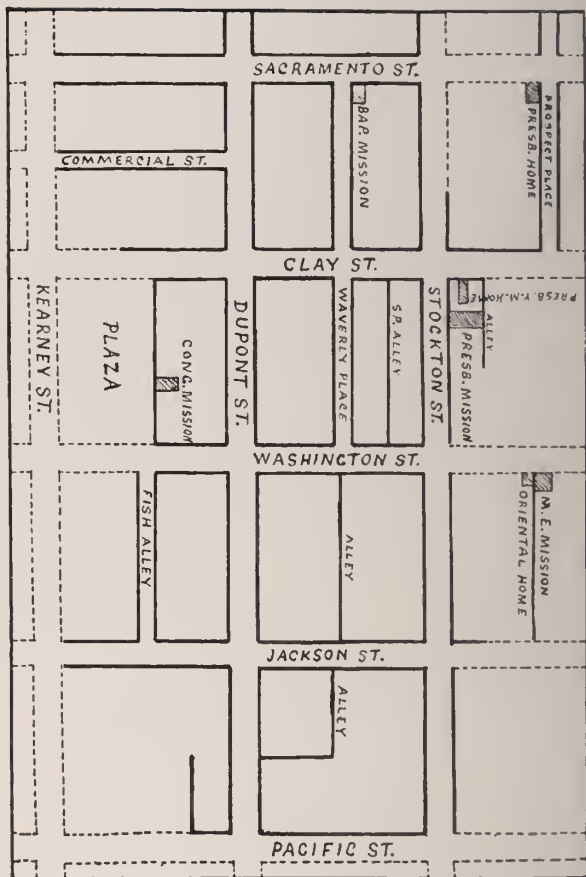 SACRAMENTO ST.
COMMERCIAL ST.
BAP. MISSION
PRESB. HOME
PROSPECT PLACE
CLAY ST.
KEARNEY ST.
PLAZA
CONG. MISSION
DUPONT ST.
WAVERLY PLACE
S.P. ALLEY
STOCKTON ST.
PRESB. MISSION
ALLEY
PRESB. Y. M. HOME
WASHINGTON ST.
FISH ALLEY
ALLEY
ORIENTAL HOME
M. E. MISSION
JACKSON ST.
ALLEY
PACIFIC ST.